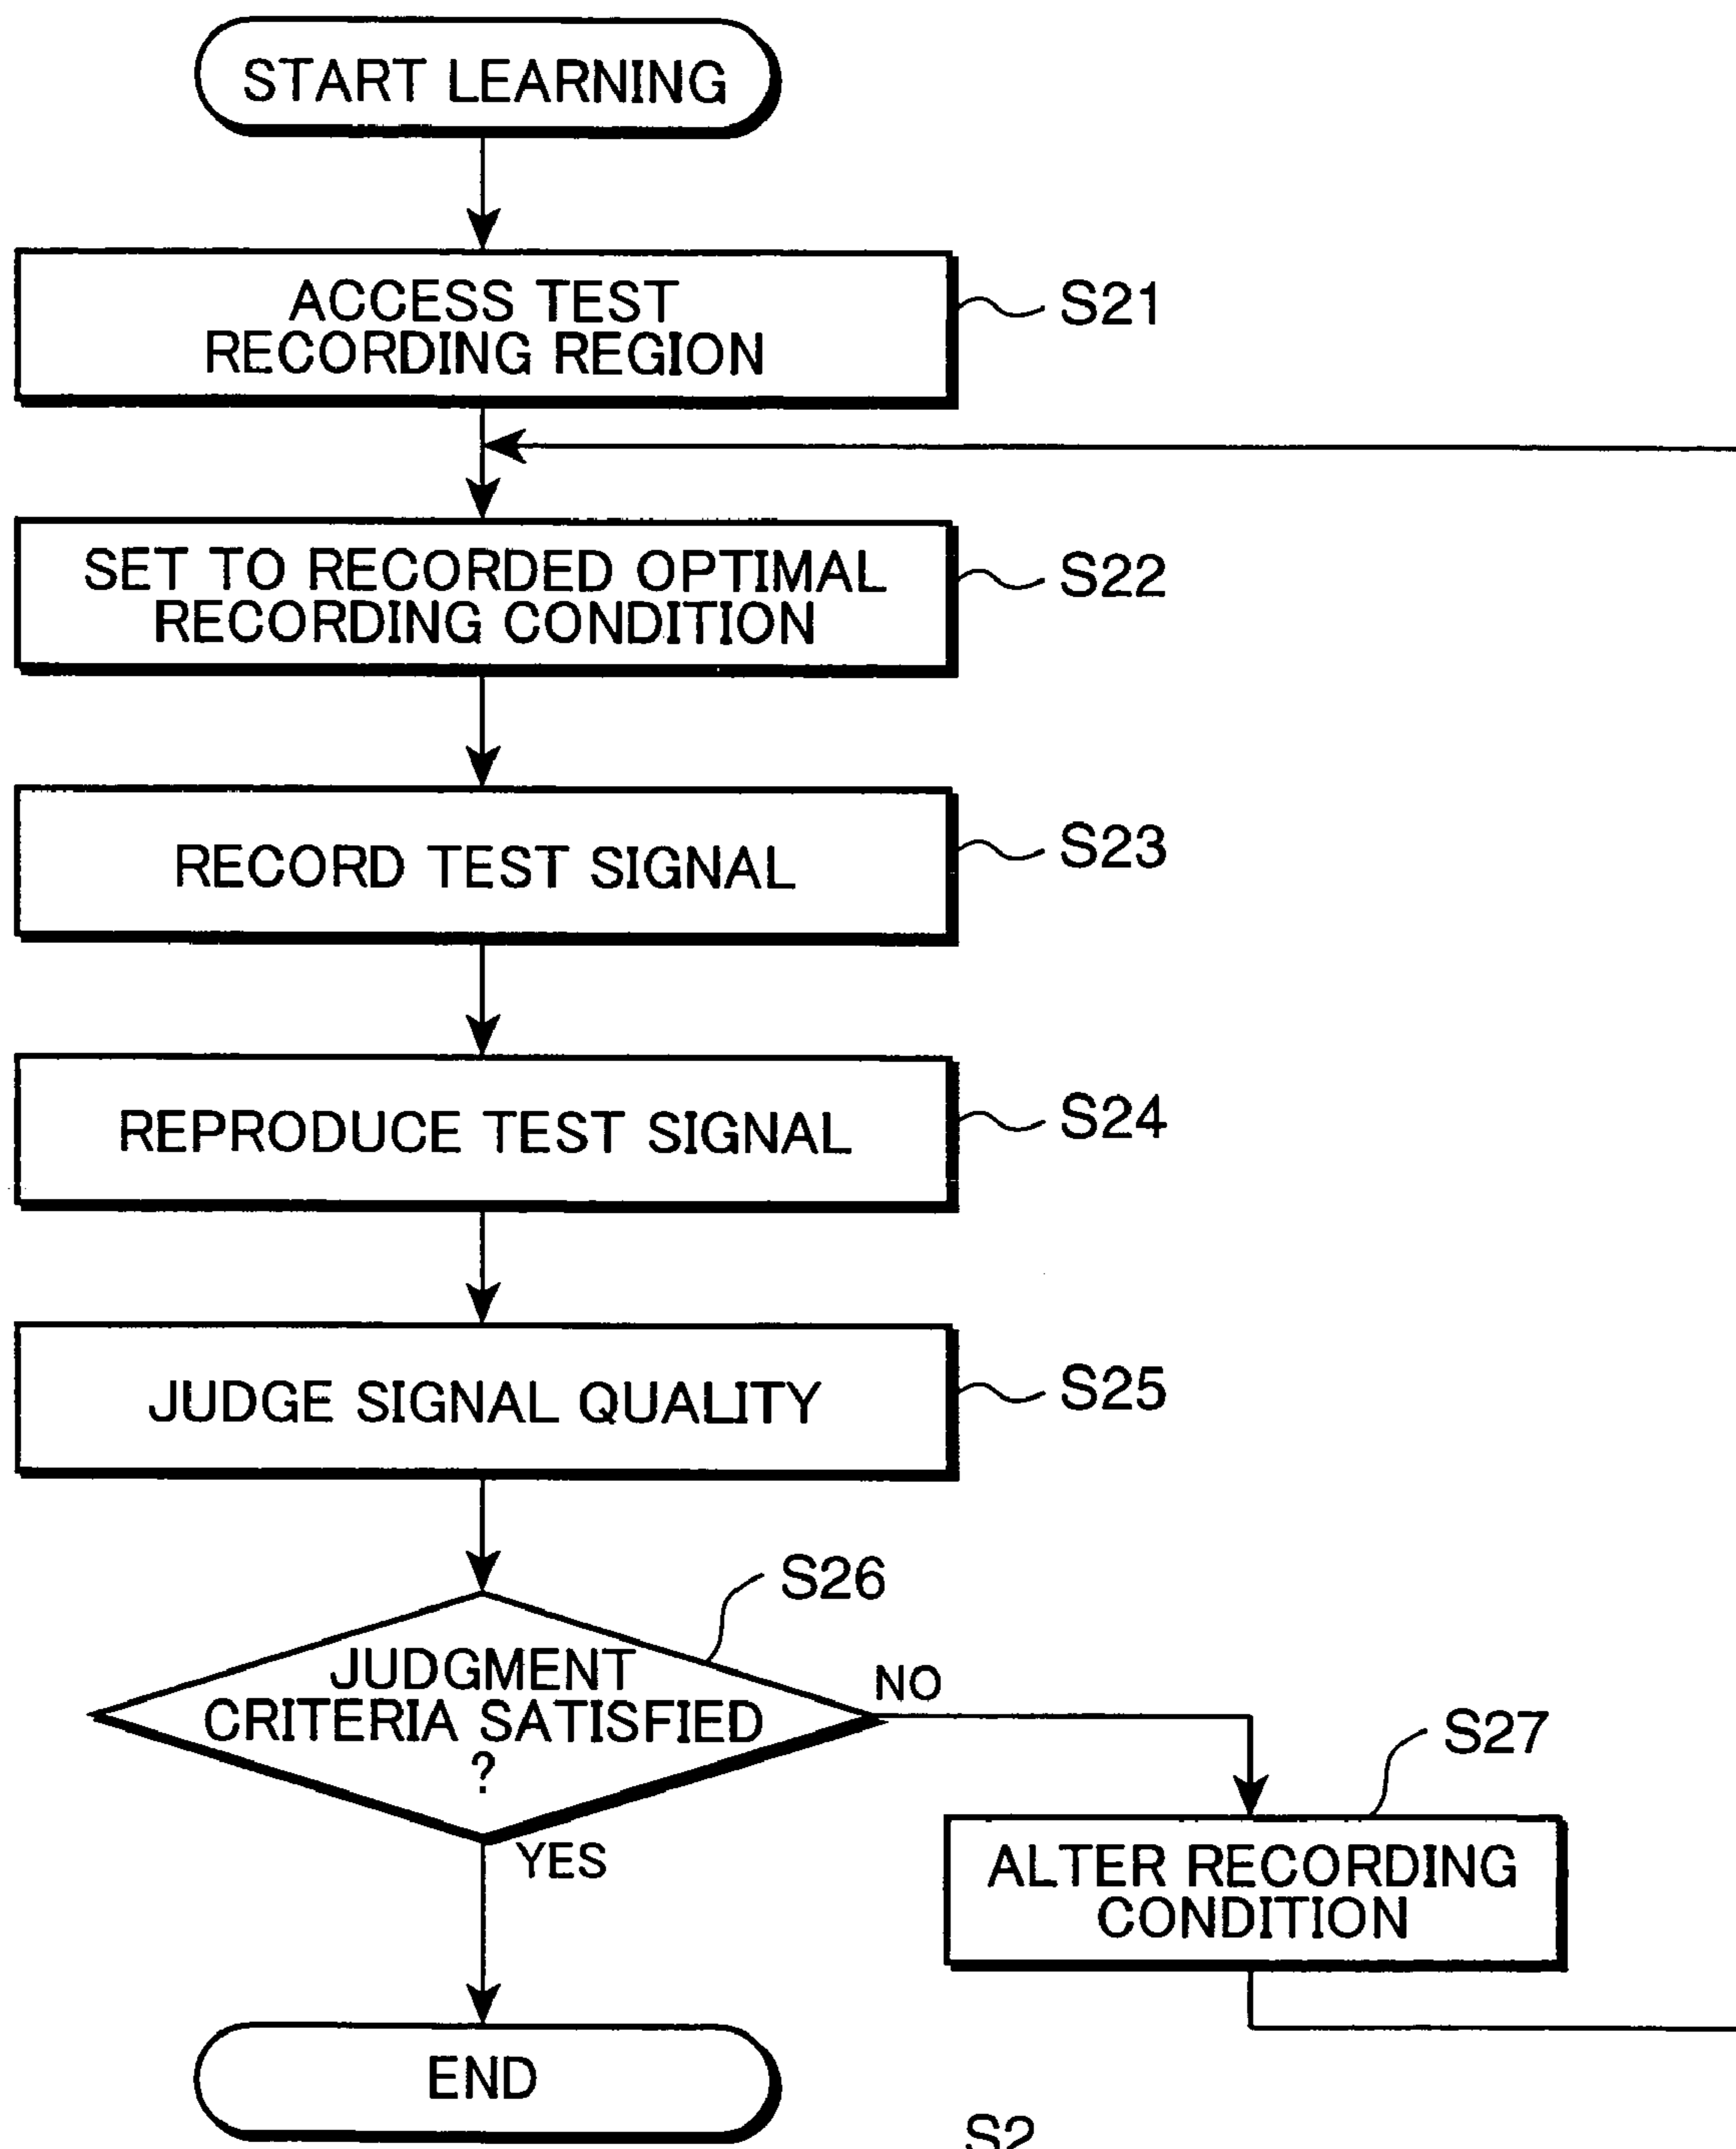 START LEARNING
ACCESS TEST
RECORDING REGION
S21
SET TO RECORDED OPTIMAL
RECORDING CONDITION
S22
RECORD TEST SIGNAL
S23
REPRODUCE TEST SIGNAL
S24
JUDGE SIGNAL QUALITY
S25
S26
JUDGMENT
CRITERIA SATISFIED
?
NO
YES
S27
ALTER RECORDING
CONDITION
END
S2